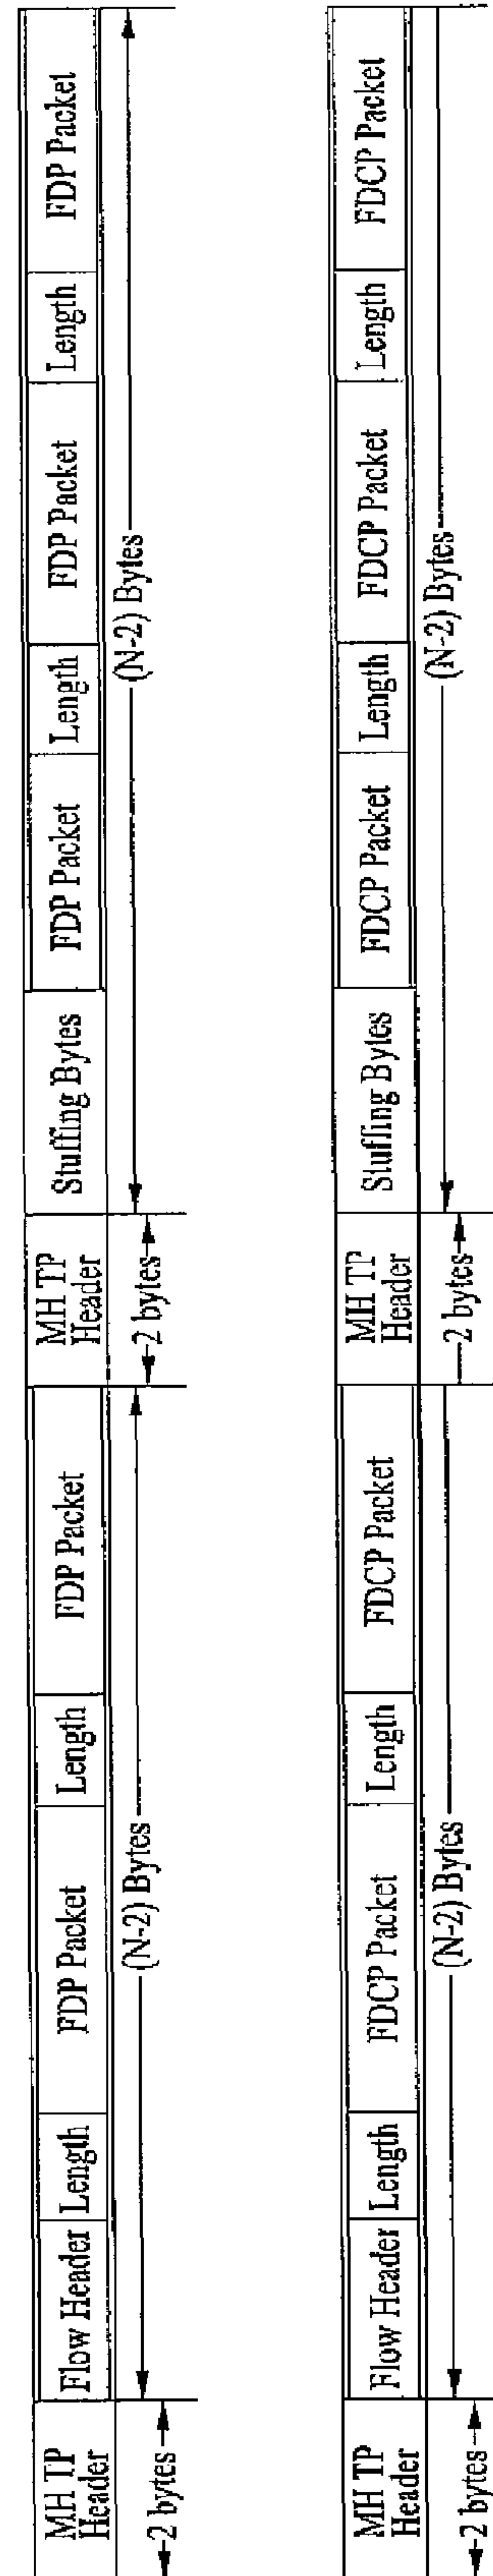 MH TP
Header
Flow Header
Length
FDP Packet
Length
FDP Packet
MH TP
Header
Stuffing Bytes
FDP Packet
Length
FDP Packet
Length
FDP Packet
2 bytes
(N-2) Bytes
2 bytes
(N-2) Bytes
MH TP
Header
Flow Header
Length
FDCP Packet
Length
FDCP Packet
MH TP
Header
Stuffing Bytes
FDCP Packet
Length
FDCP Packet
Length
FDCP Packet
2 bytes
(N-2) Bytes
2 bytes
(N-2) Bytes